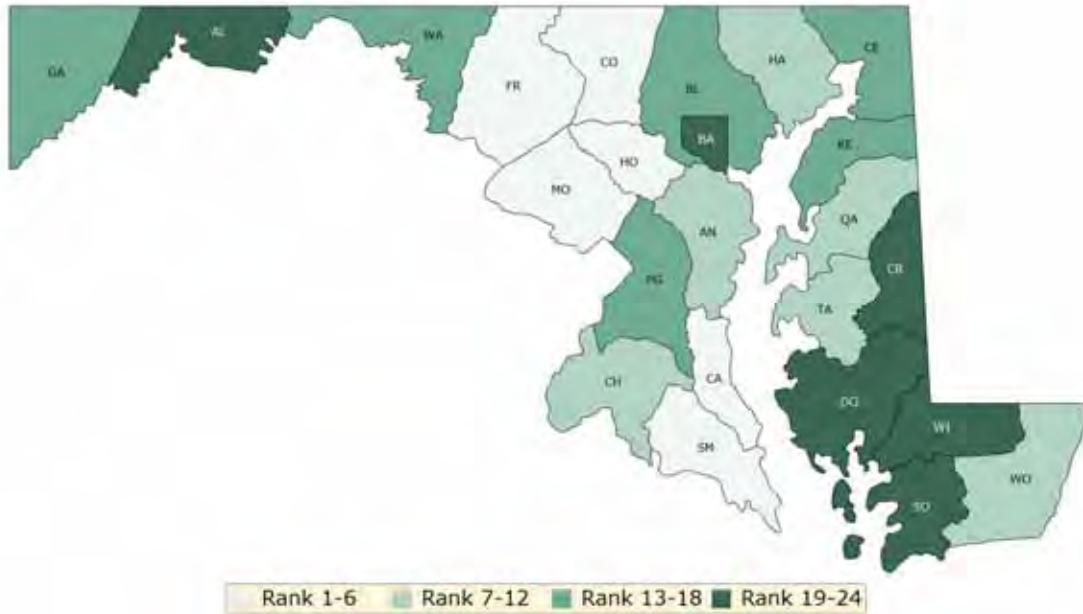 AL
WA
GA
CO
HA
CE
FR
BL
BA
KE
HO
MO
QA
AN
CR
PG
TA
CH
CA
DO
WI
SM
WO
SO
Rank 1-6 Rank 7-12 Rank 13-18 Rank 19-24